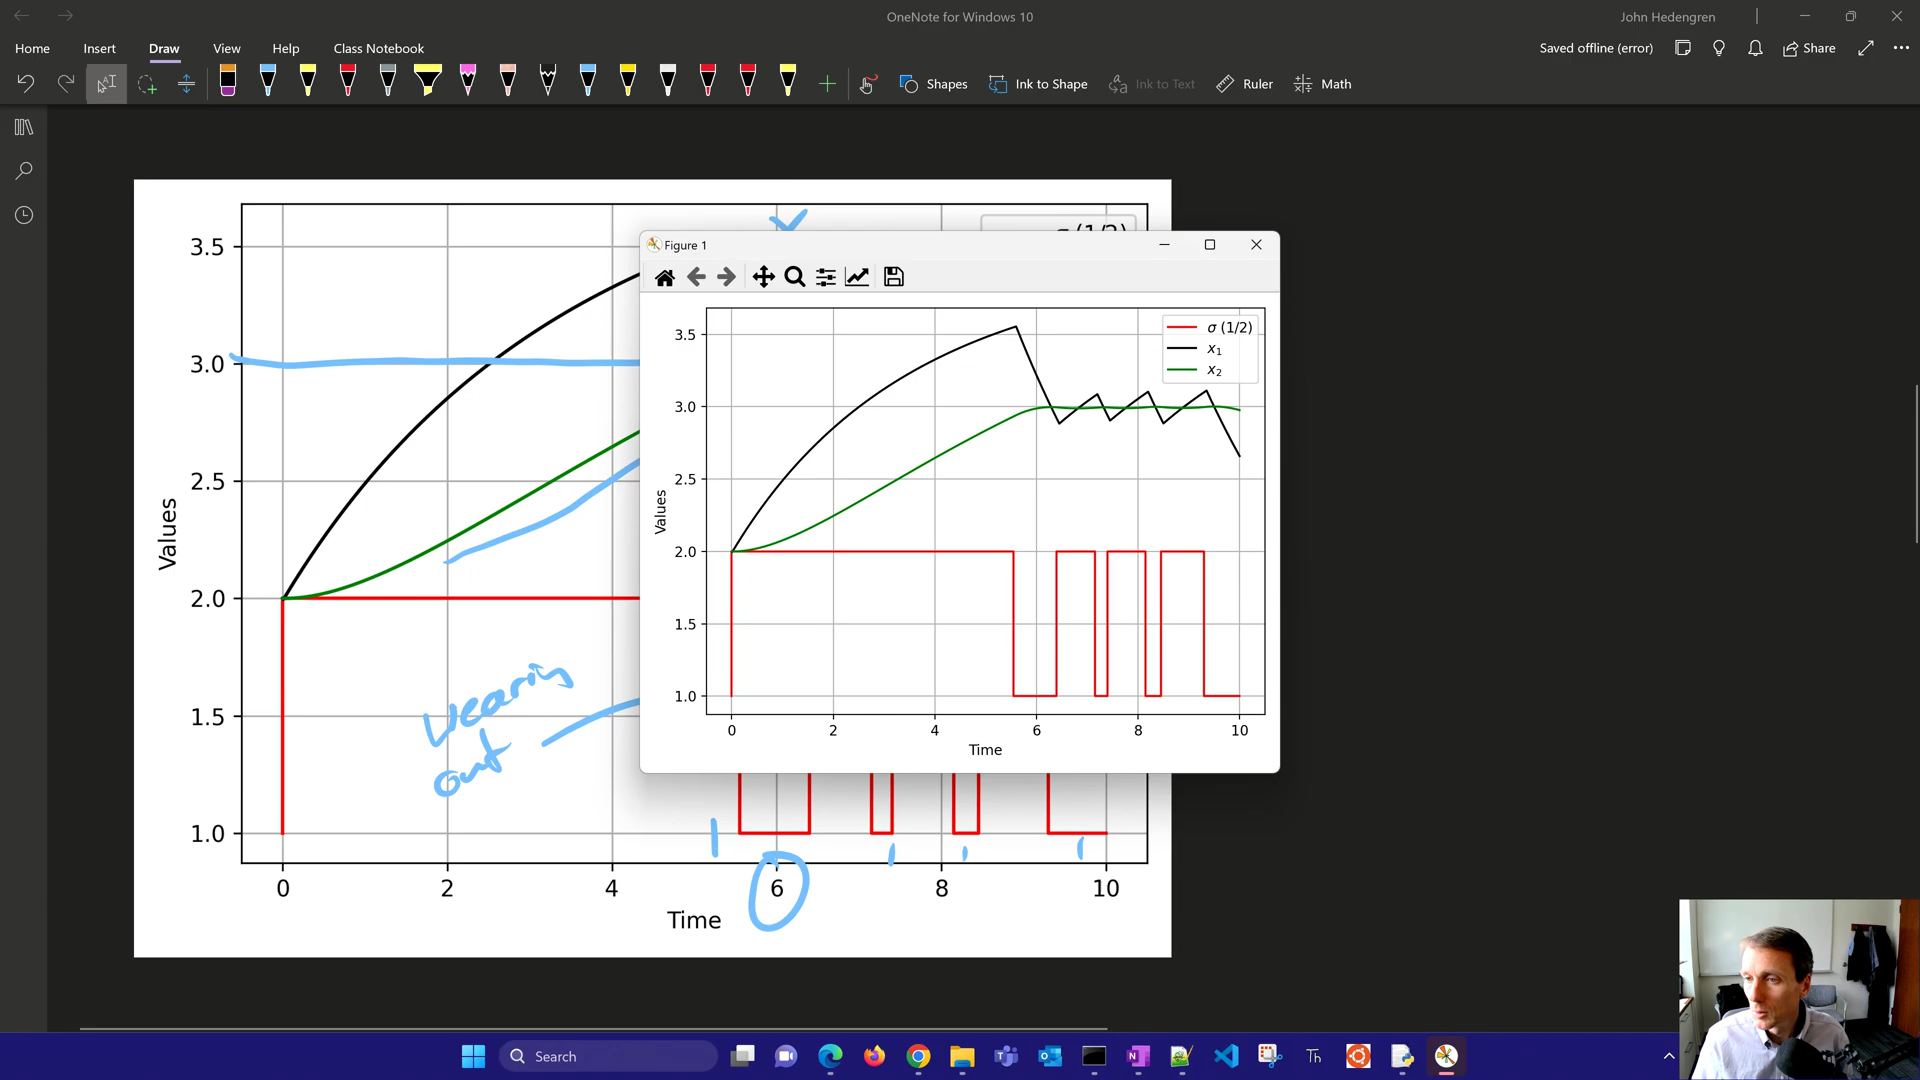 OneNote for Windows 10
John Hedengren
Home
Insert
Draw
View
Help
Class Notebook
Saved offline (error)
Share
Shapes
Ink to Shape
Ink to Text
Ruler
Math
3.5
3.0
2.5
2.0
1.5
1.0
Values
0
2
4
6
8
10
Time
wearing
out
σ (1/2)
Figure 1
3.5
3.0
2.5
2.0
1.5
1.0
Values
0
2
4
6
8
10
Time
σ (1/2)
x₁
x₂
Search
Th